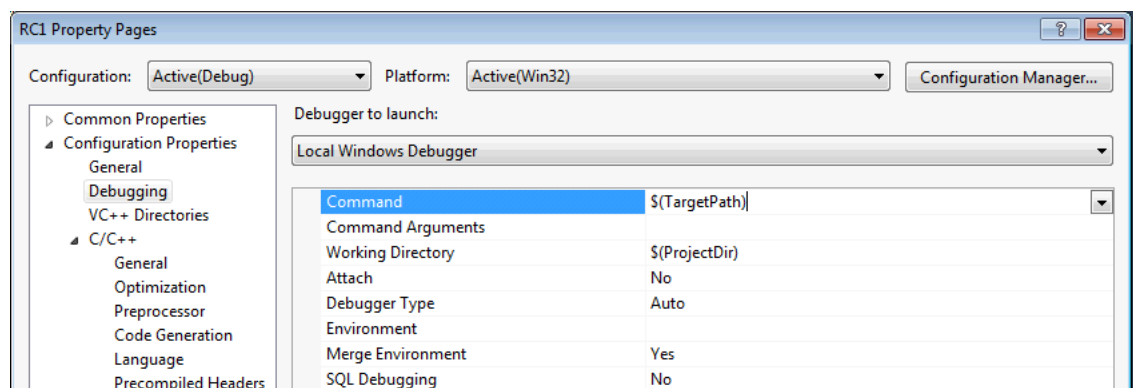 RC1 Property Pages
Configuration: Active(Debug) Platform: Active(Win32) Configuration Manager...
Common Properties
Configuration Properties
General
Debugging
VC++ Directories
C/C++
General
Optimization
Preprocessor
Code Generation
Language
Precompiled Headers
Debugger to launch:
Local Windows Debugger
Command $(TargetPath)
Command Arguments
Working Directory $(ProjectDir)
Attach No
Debugger Type Auto
Environment
Merge Environment Yes
SQL Debugging No